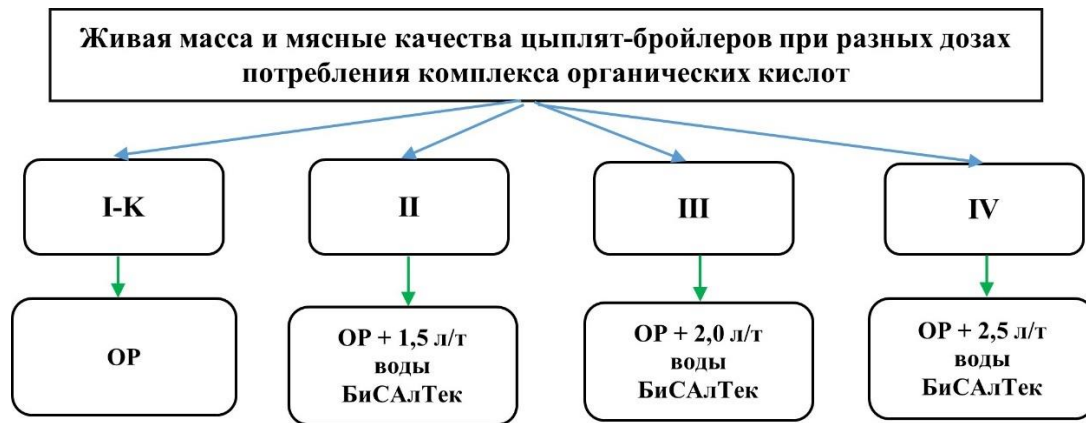 Живая масса и мясные качества цыплят-бройлеров при разных дозах
потребления комплекса органических кислот
I-К
II
III
IV
ОР
ОР + 1,5 л/т
воды
БиСАлТек
ОР + 2,0 л/т
воды
БиСАлТек
ОР + 2,5 л/т
воды
БиСАлТек